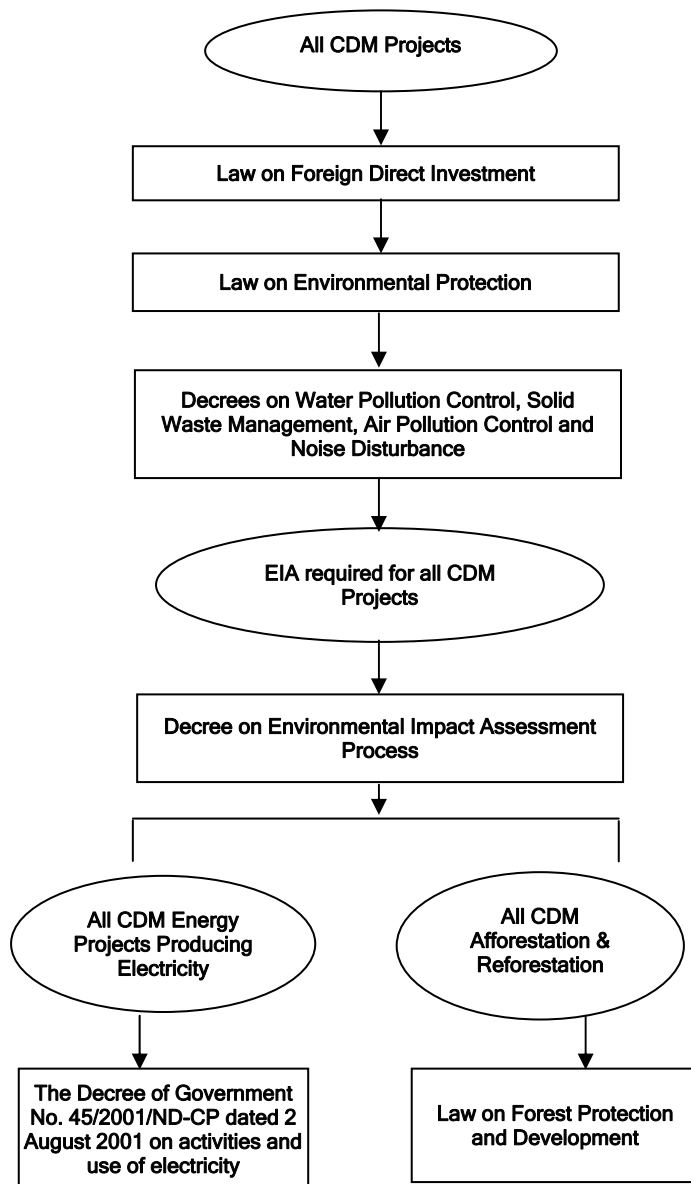 All CDM Projects
Law on Foreign Direct Investment
Law on Environmental Protection
Decrees on Water Pollution Control, Solid
Waste Management, Air Pollution Control and
Noise Disturbance
EIA required for all CDM
Projects
Decree on Environmental Impact Assessment
Process
All CDM Energy
Projects Producing
Electricity
All CDM
Afforestation &
Reforestation
The Decree of Government
No. 45/2001/ND-CP dated 2
August 2001 on activities and
use of electricity
Law on Forest Protection
and Development